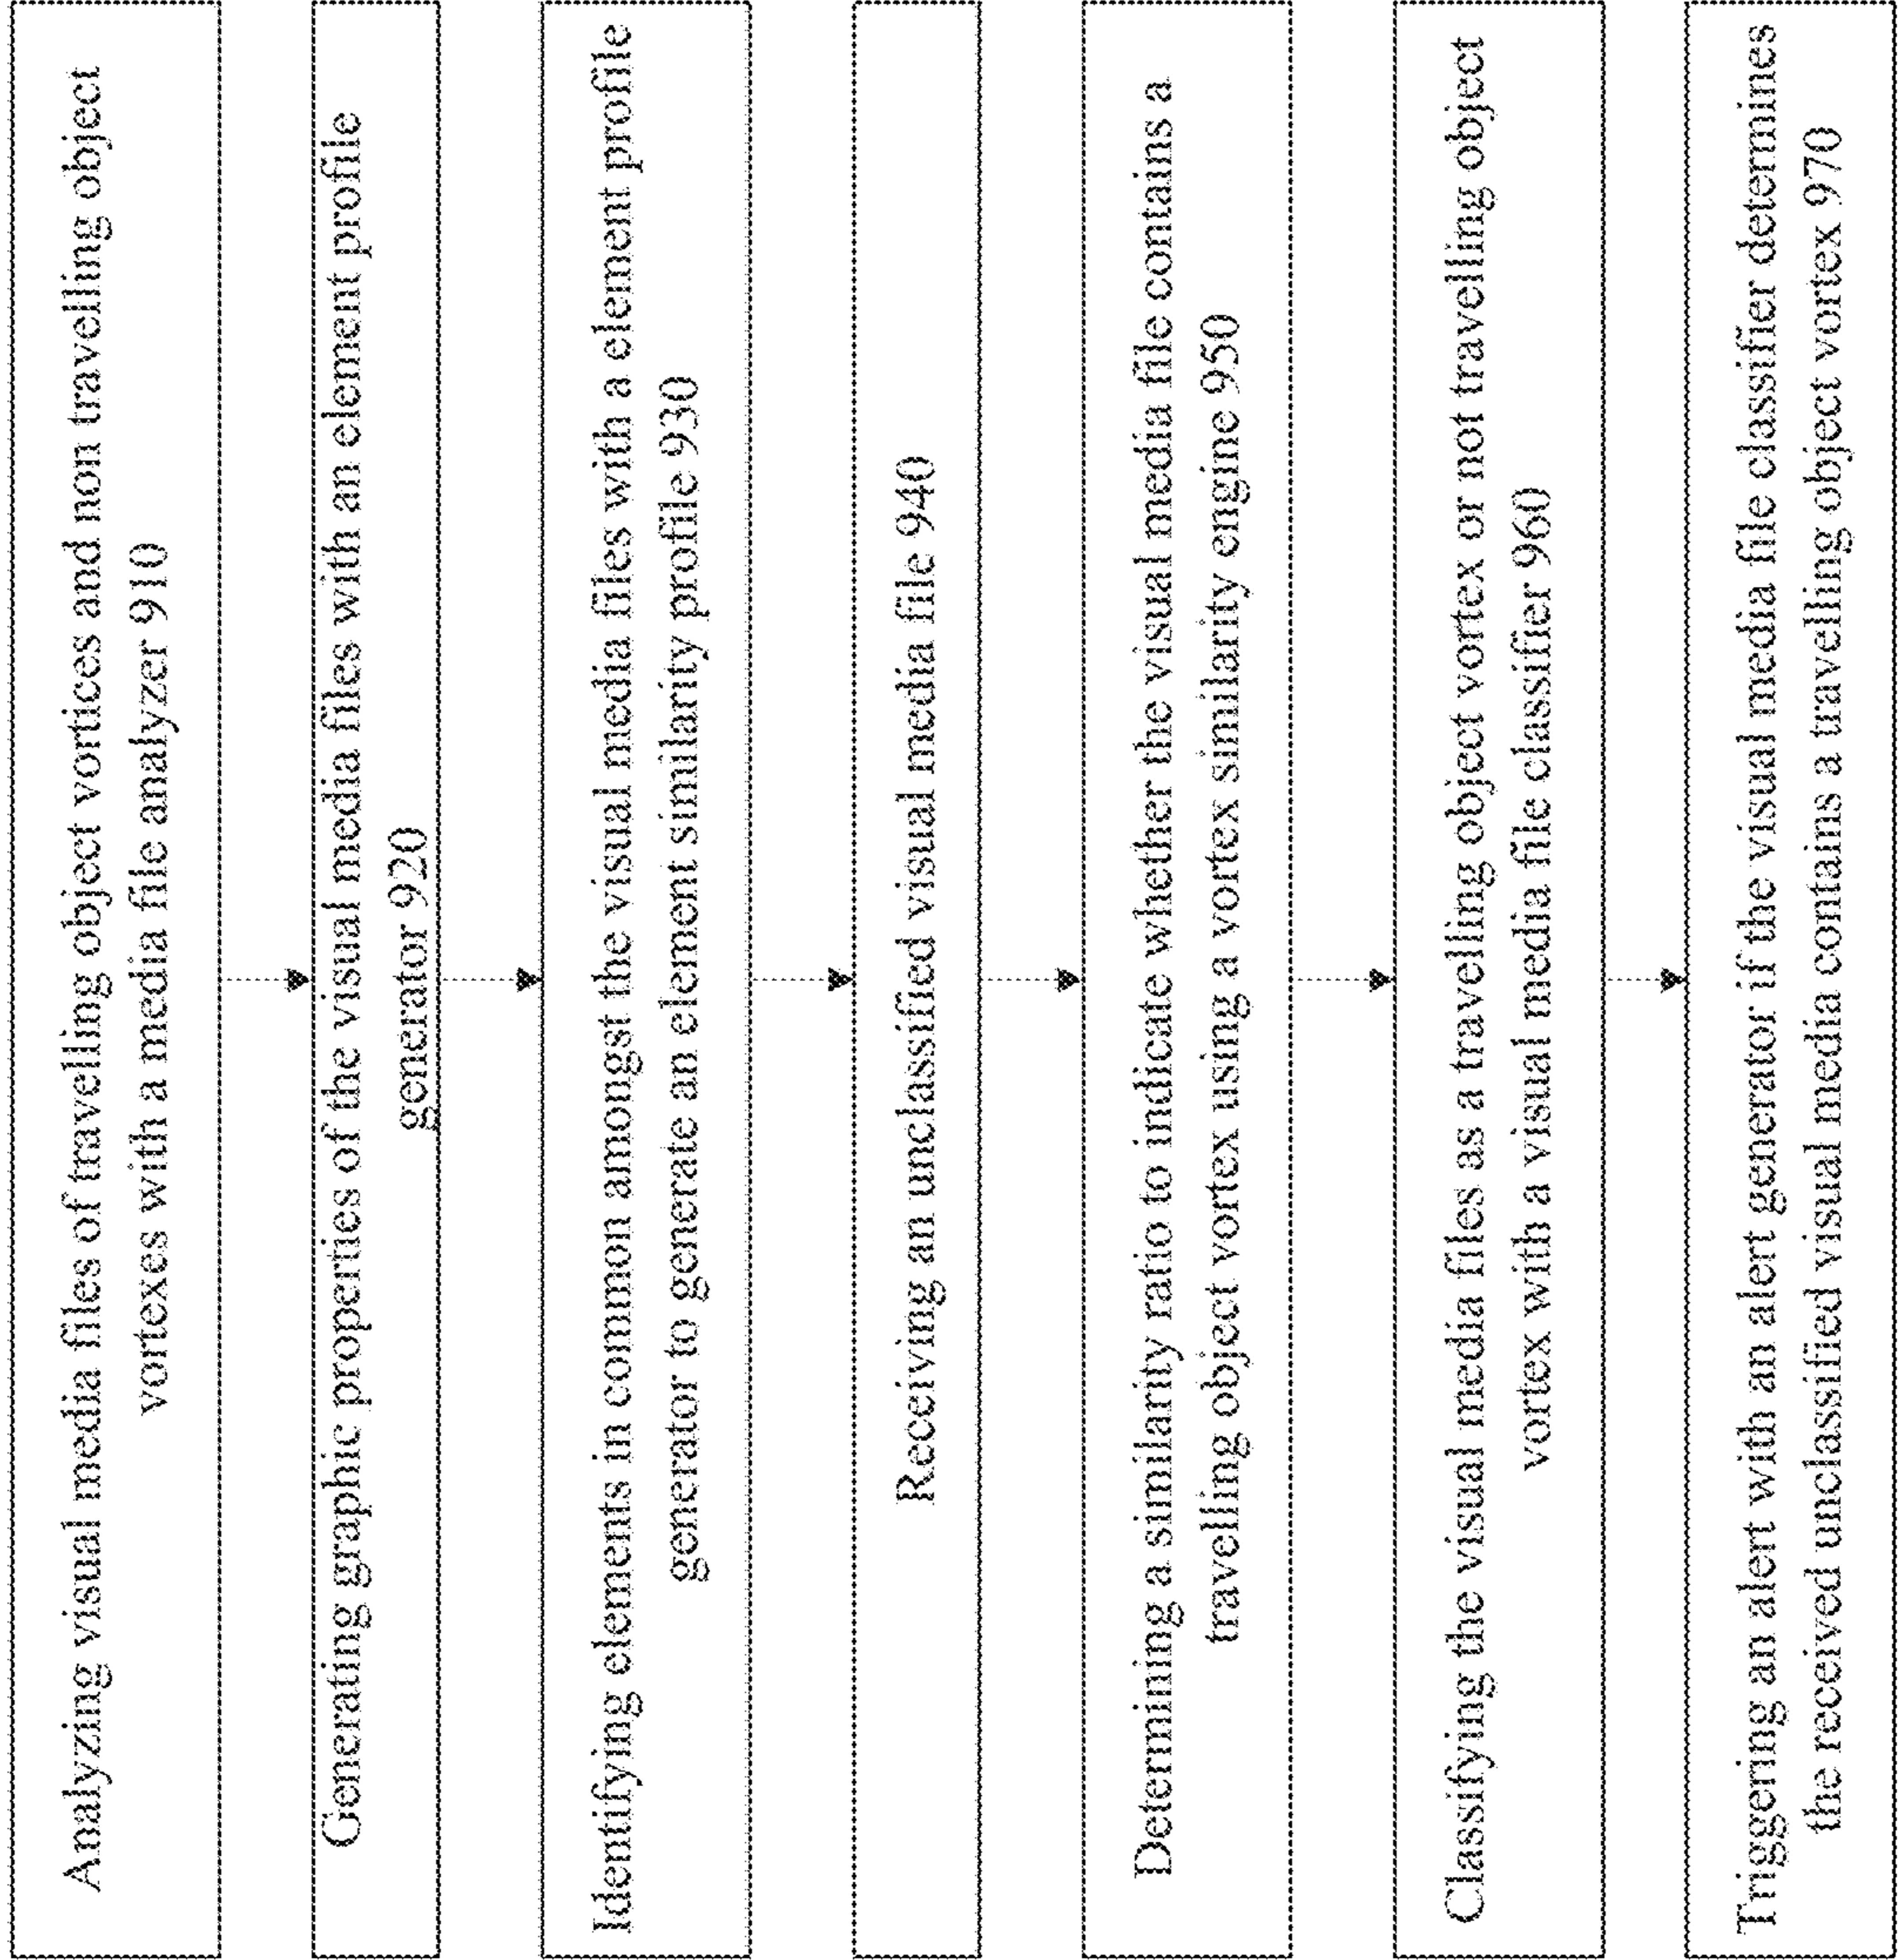 Analyzing visual media files of travelling object vortices and non travelling object
vortexes with a media file analyzer 910
Generating graphic properties of the visual media files with an element profile
generator 920
Identifying elements in common amongst the visual media files with a element profile
generator to generate an element similarity profile 930
Receiving an unclassified visual media file 940
Determining a similarity ratio to indicate whether the visual media file contains a
travelling object vortex using a vortex similarity engine 950
Classifying the visual media files as a travelling object vortex or not travelling object
vortex with a visual media file classifier 960
Triggering an alert with an alert generator if the visual media file classifier determines
the received unclassified visual media contains a travelling object vortex 970